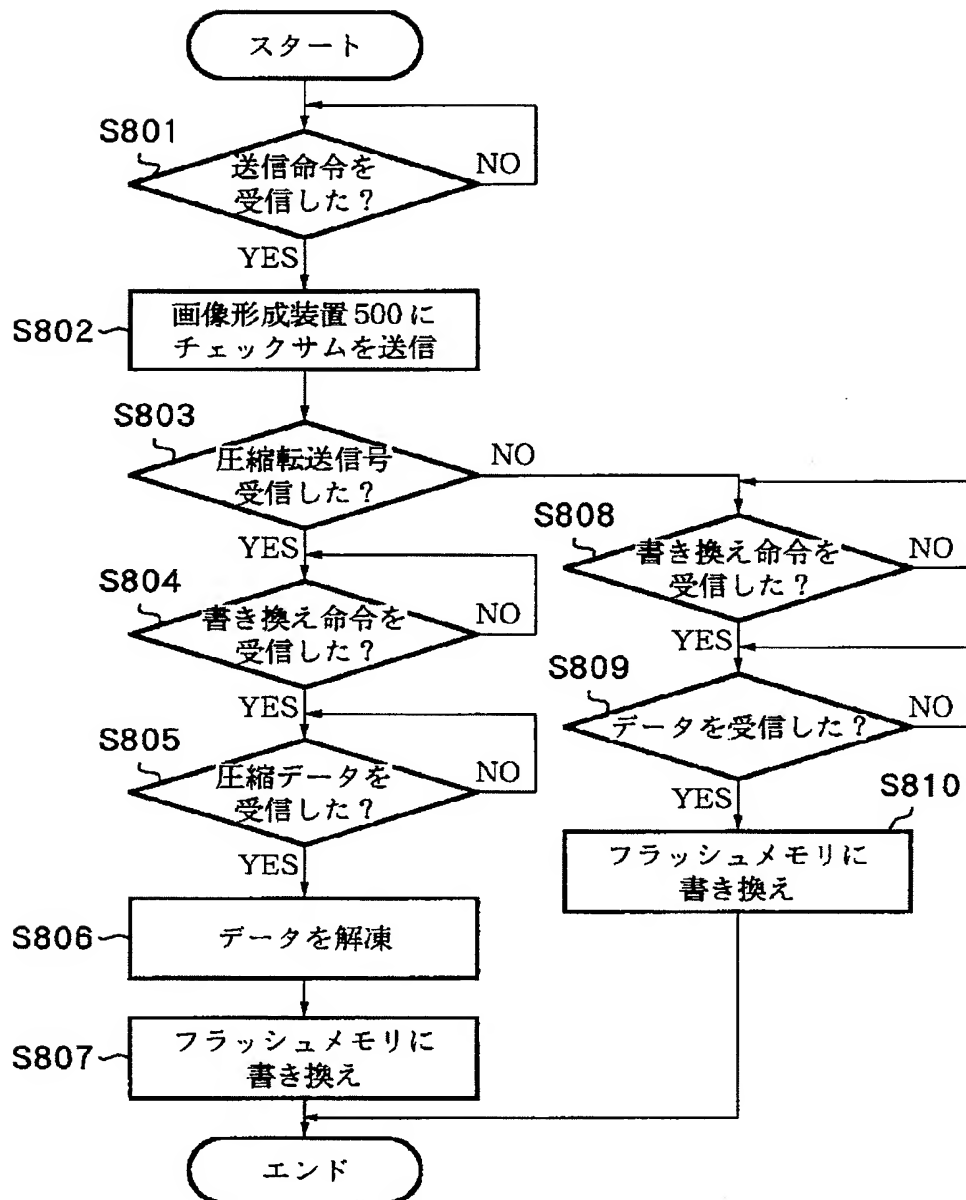 スタート
S801
送信命令を
受信した？
NO
YES
S802
画像形成装置500に
チェックサムを送信
S803
圧縮転送信号
受信した？
NO
YES
S804
書き換え命令を
受信した？
NO
YES
S805
圧縮データを
受信した？
NO
YES
S806
データを解凍
S807
フラッシュメモリに
書き換え
S808
書き換え命令を
受信した？
NO
YES
S809
データを受信した？
NO
YES
S810
フラッシュメモリに
書き換え
エンド